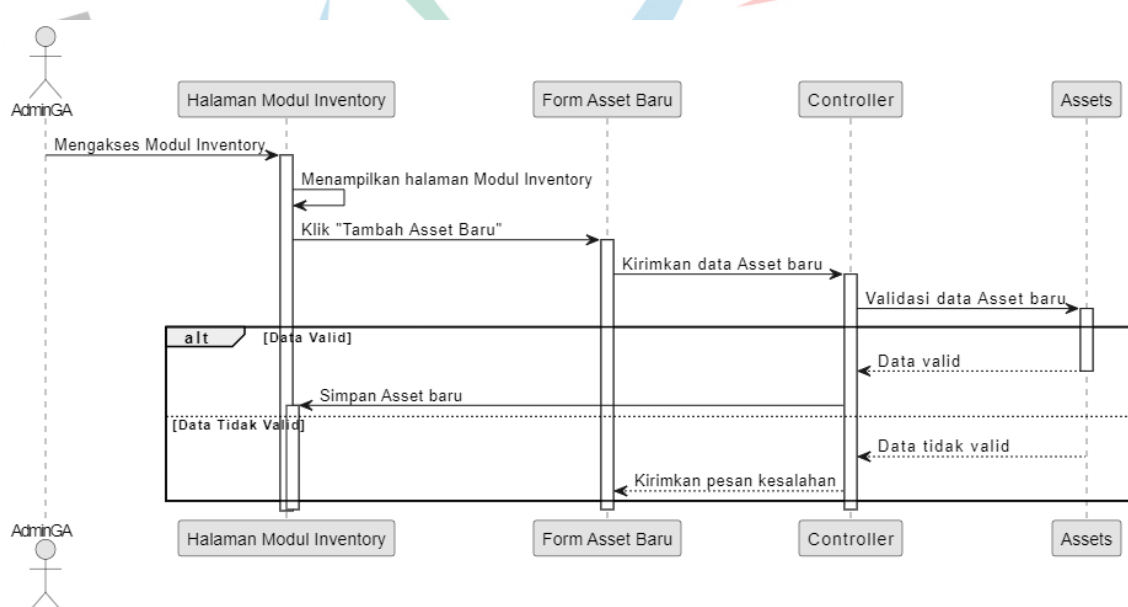 AdminGA
Halaman Modul Inventory
Form Asset Baru
Controller
Assets
Mengakses Modul Inventory
Menampilkan halaman Modul Inventory
Klik "Tambah Asset Baru"
Kirimkan data Asset baru
Validasi data Asset baru
alt
[Data Valid]
Data valid
Simpan Asset baru
[Data Tidak Valid]
Data tidak valid
Kirimkan pesan kesalahan
AdminGA
Halaman Modul Inventory
Form Asset Baru
Controller
Assets